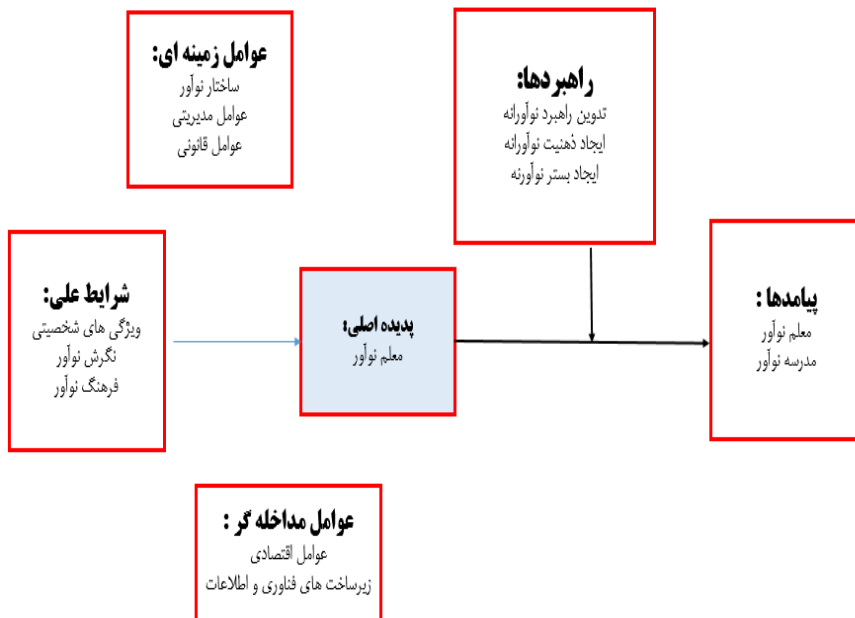 عوامل زمینه ای:
ساختار نوآور
عوامل مدیریتی
عوامل قانونی
راهبردها:
تدوین راهبرد نوآورانه
ایجاد ذهنیت نوآورانه
ایجاد بستر نوآورنه
شرایط علی:
ویژگی های شخصیتی
نگرش نوآور
فرهنگ نوآور
پدیده اصلی:
معلم نوآور
پیامدها :
معلم نوآور
مدرسه نوآور
عوامل مداخله گر :
عوامل اقتصادی
زیرساخت های فناوری و اطلاعات